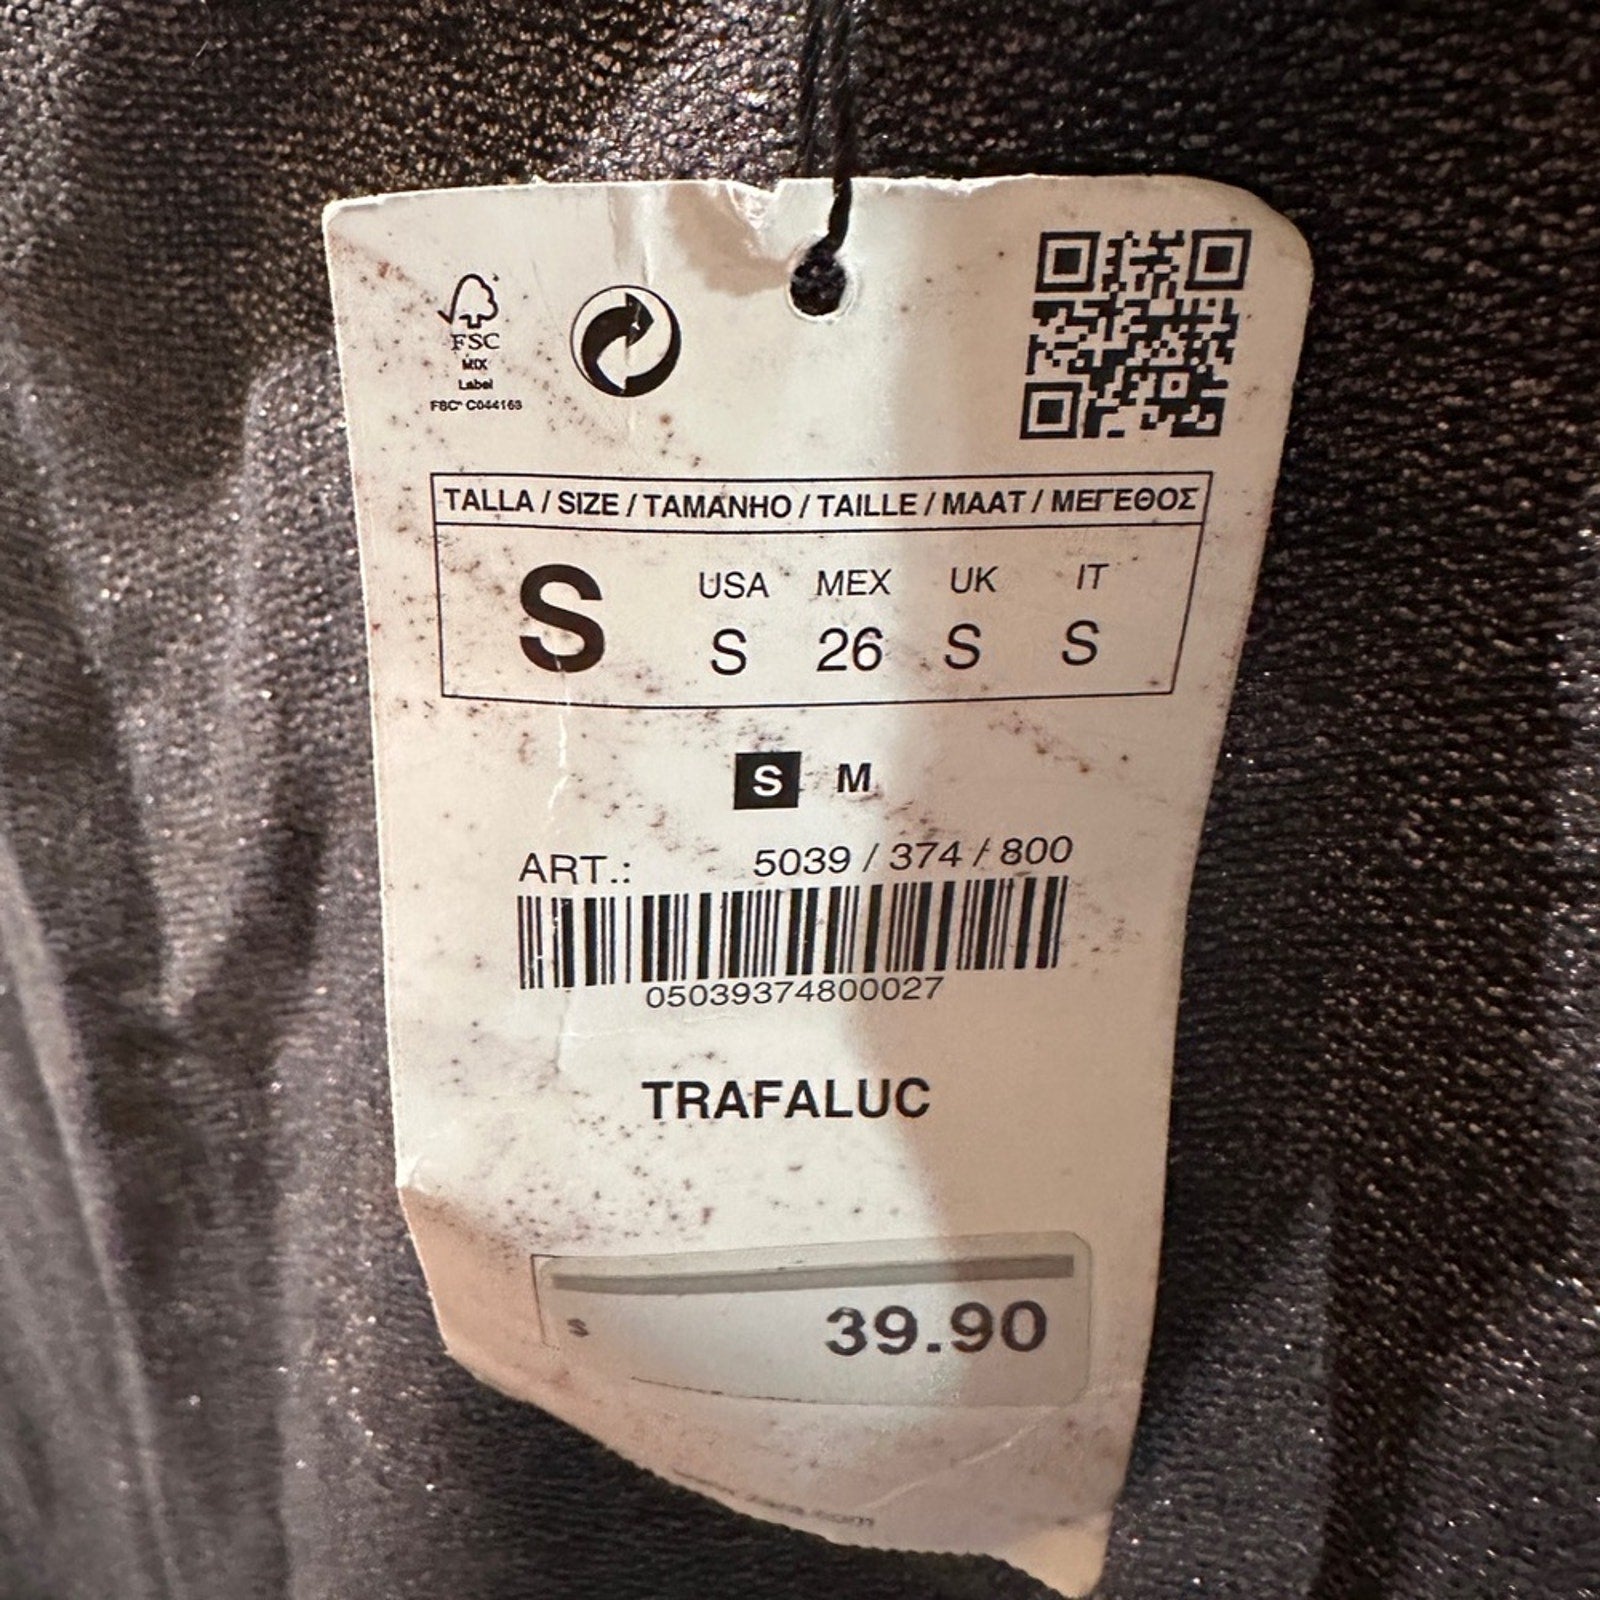 FSC
MIX
Label
FSC® C044163
TALLA / SIZE / TAMANHO / TAILLE / MAAT / ΜΕΓΕΘΟΣ
S USA MEX UK IT
S 26 S S
S M
ART.: 5039 / 374 / 800
05039374800027
TRAFALUC
$ 39.90